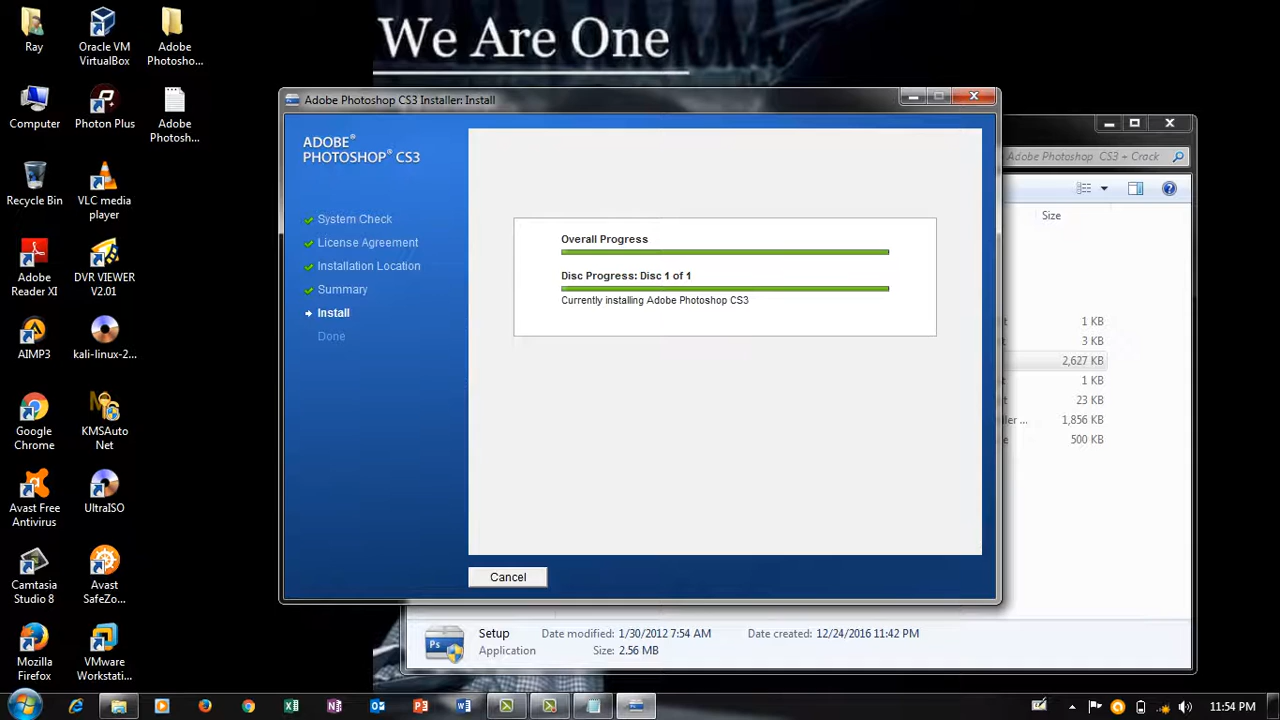 We Are One
Ray
Oracle VM
VirtualBox
Adobe
Photosho...
Computer
Photon Plus
Adobe
Photosh...
Recycle Bin
VLC media
player
Adobe
Reader XI
DVR VIEWER
V2.01
AIMP3
kali-linux-2...
Google
Chrome
KMSAuto
Net
Avast Free
Antivirus
UltraISO
Camtasia
Studio 8
Avast
SafeZo...
Mozilla
Firefox
VMware
Workstati...
Adobe Photoshop CS3 Installer: Install
ADOBE®
PHOTOSHOP® CS3
System Check
License Agreement
Installation Location
Summary
Install
Done
Overall Progress
Disc Progress: Disc 1 of 1
Currently installing Adobe Photoshop CS3
Cancel
Adobe Photoshop CS3 + Crack
Size
1 KB
3 KB
2,627 KB
1 KB
23 KB
ller ... 1,856 KB
500 KB
Setup Date modified: 1/30/2012 7:54 AM Date created: 12/24/2016 11:42 PM
Application Size: 2.56 MB
11:54 PM